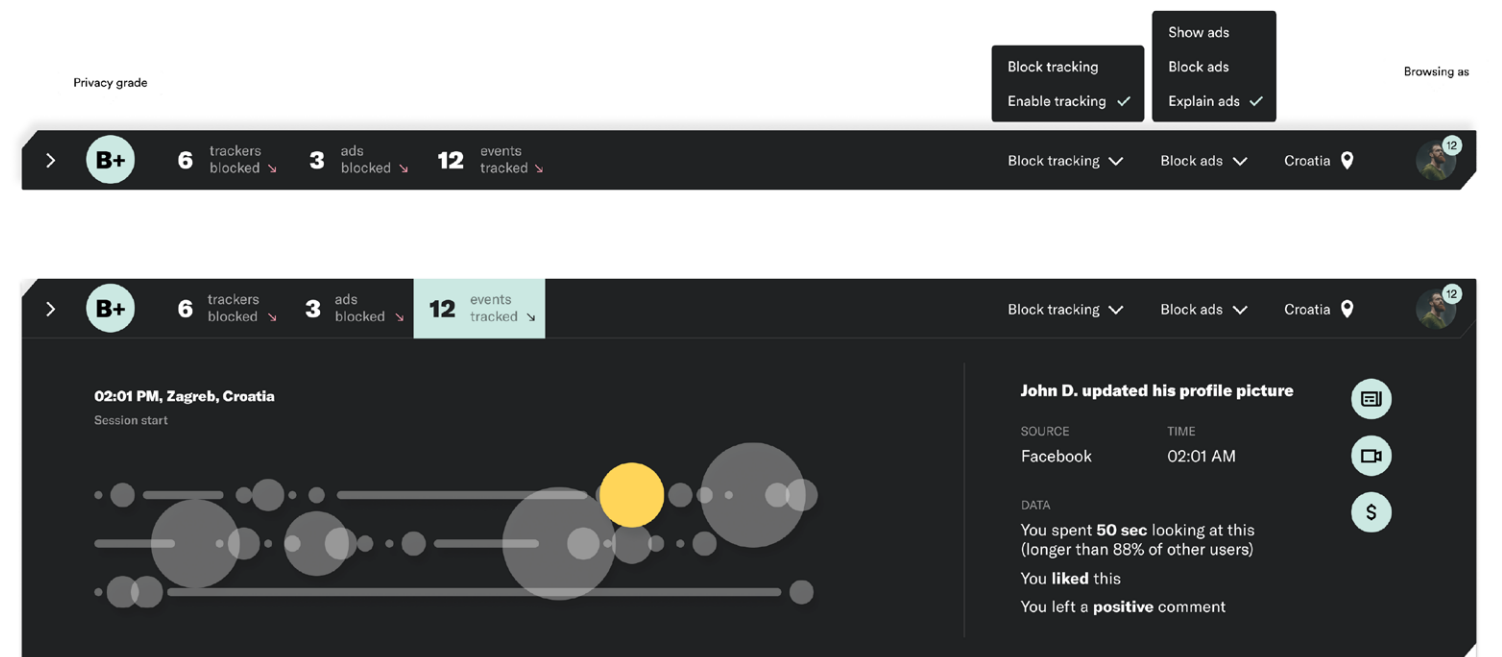 Show ads
Block tracking
Block ads
Browsing as
Privacy grade
Enable tracking
Explain ads
B+
6 trackers blocked
3 ads blocked
12 events tracked
Block tracking
Block ads
Croatia
12
B+
6 trackers blocked
3 ads blocked
12 events tracked
Block tracking
Block ads
Croatia
12
02:01 PM, Zagreb, Croatia
Session start
John D. updated his profile picture
SOURCE
TIME
Facebook
02:01 AM
DATA
You spent 50 sec looking at this
(longer than 88% of other users)
You liked this
You left a positive comment
$